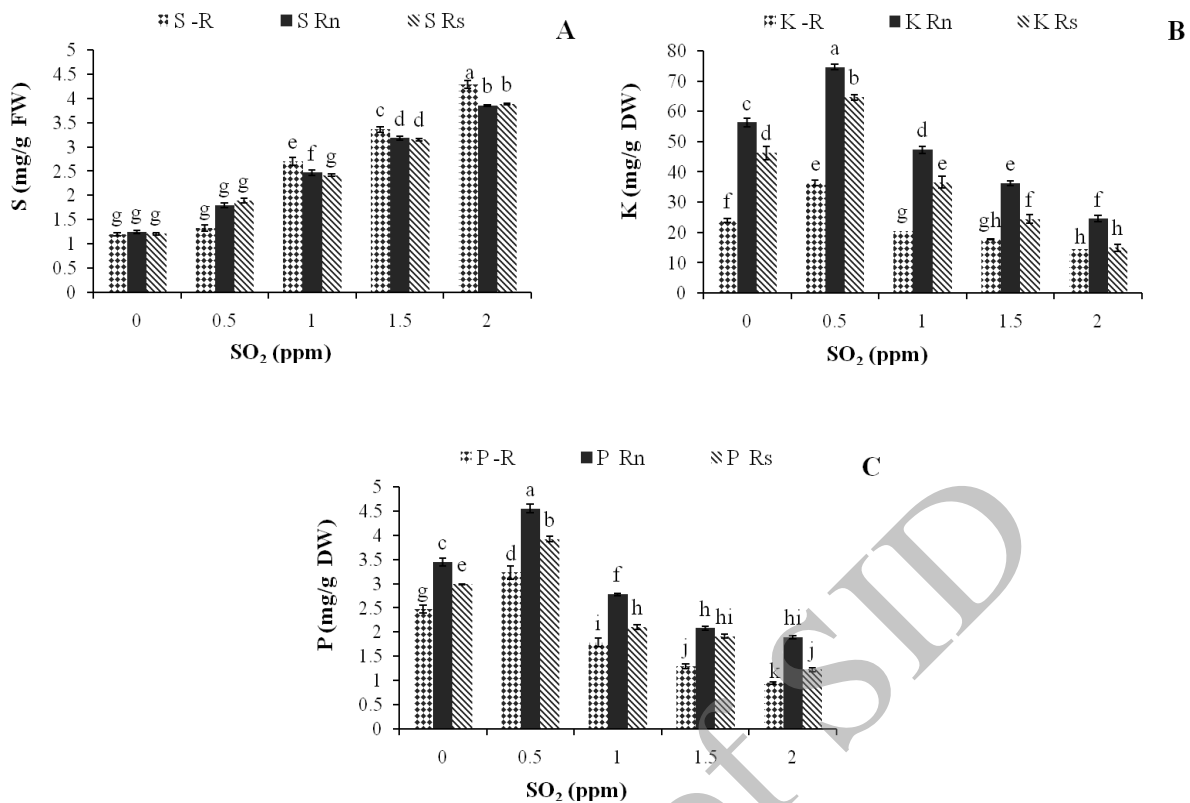 S -R S Rn S Rs
A
S (mg/g FW)
5
4.5
4
3.5
3
2.5
2
1.5
1
0.5
0
g g g
g g g
e f g
c d d
a b b
0 0.5 1 1.5 2
SO₂ (ppm)
K -R K Rn K Rs
B
K (mg/g DW)
80
70
60
50
40
30
20
10
0
f c d
e a b
g d e
gh e f
h f h
0 0.5 1 1.5 2
SO₂ (ppm)
P -R P Rn P Rs
C
P (mg/g DW)
5
4.5
4
3.5
3
2.5
2
1.5
1
0.5
0
g c e
d a b
i f h
j h hi
k hi j
0 0.5 1 1.5 2
SO₂ (ppm)
of SID